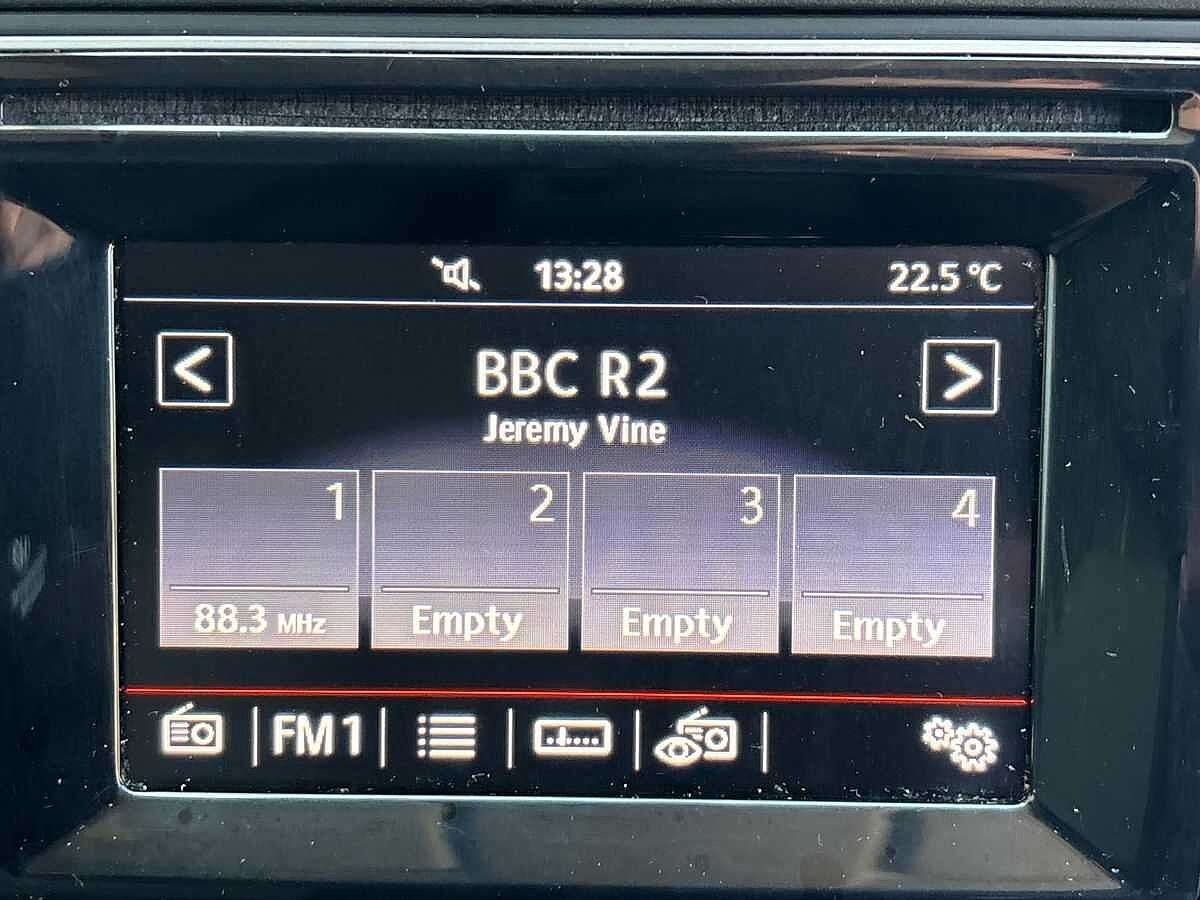 13:28 22.5 °C
< BBC R2 >
Jeremy Vine
1 2 3 4
88.3 MHz Empty Empty Empty
FM1